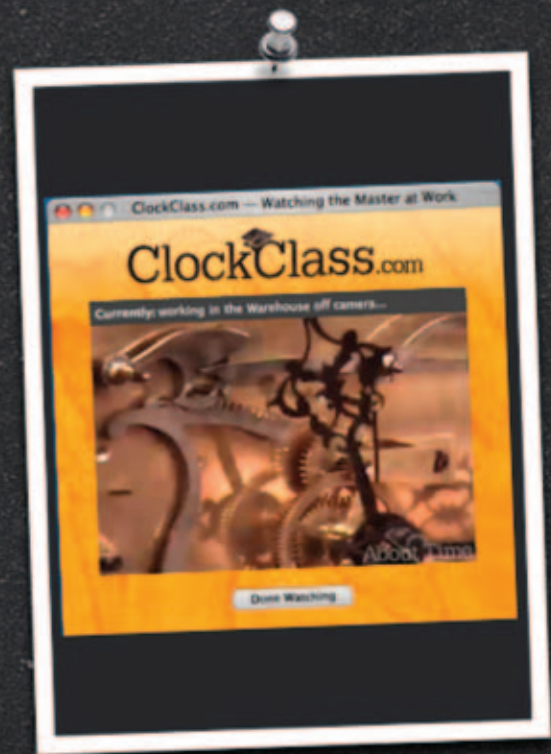 ClockClass.com — Watching the Master at Work
ClockClass.com
Currently: working in the Warehouse off camera...
About Time
Done Watching